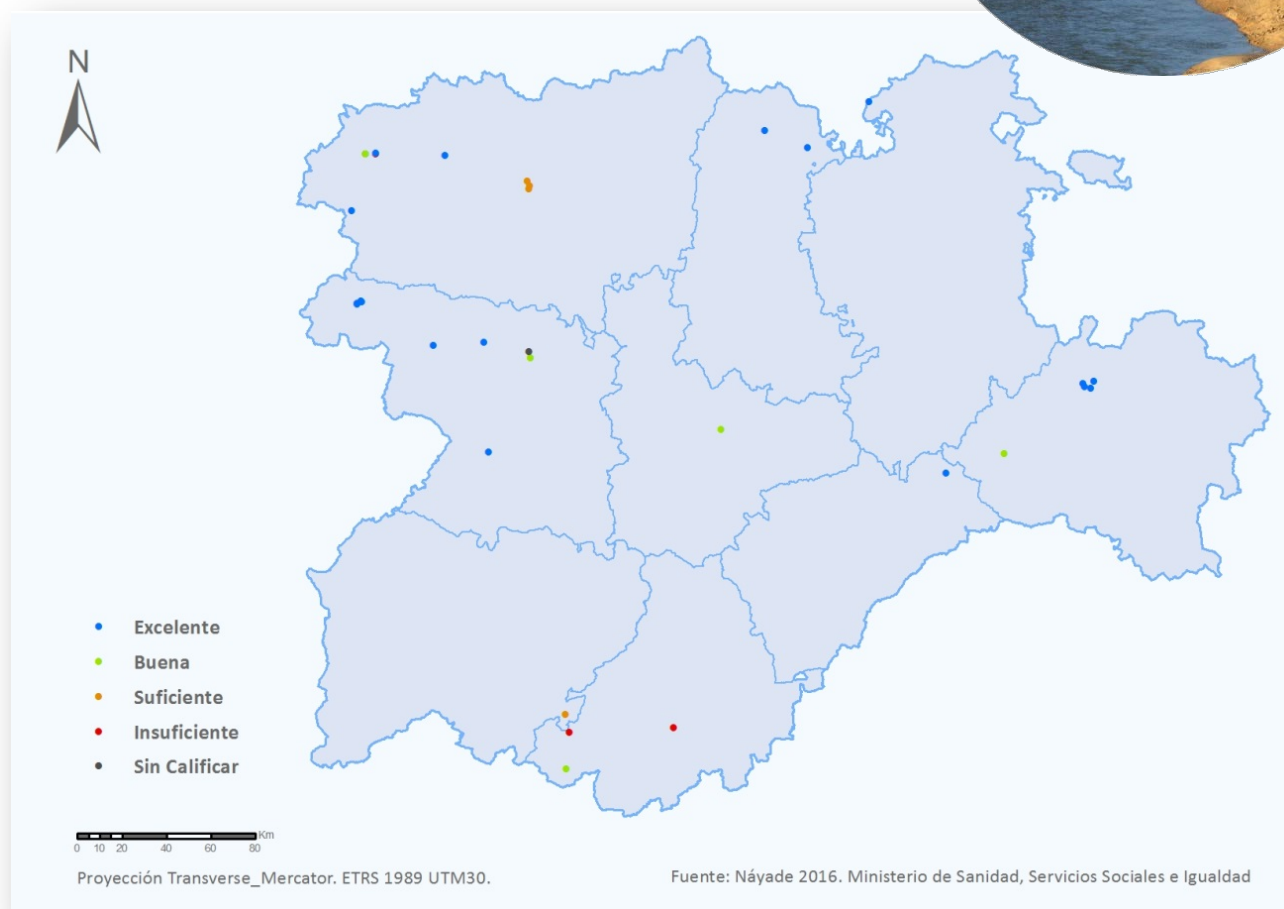 N
Excelente
Buena
Suficiente
Insuficiente
Sin Calificar
Km
0 10 20 40 60 80
Proyección Transverse_Mercator. ETRS 1989 UTM30.
Fuente: Náyade 2016. Ministerio de Sanidad, Servicios Sociales e Igualdad